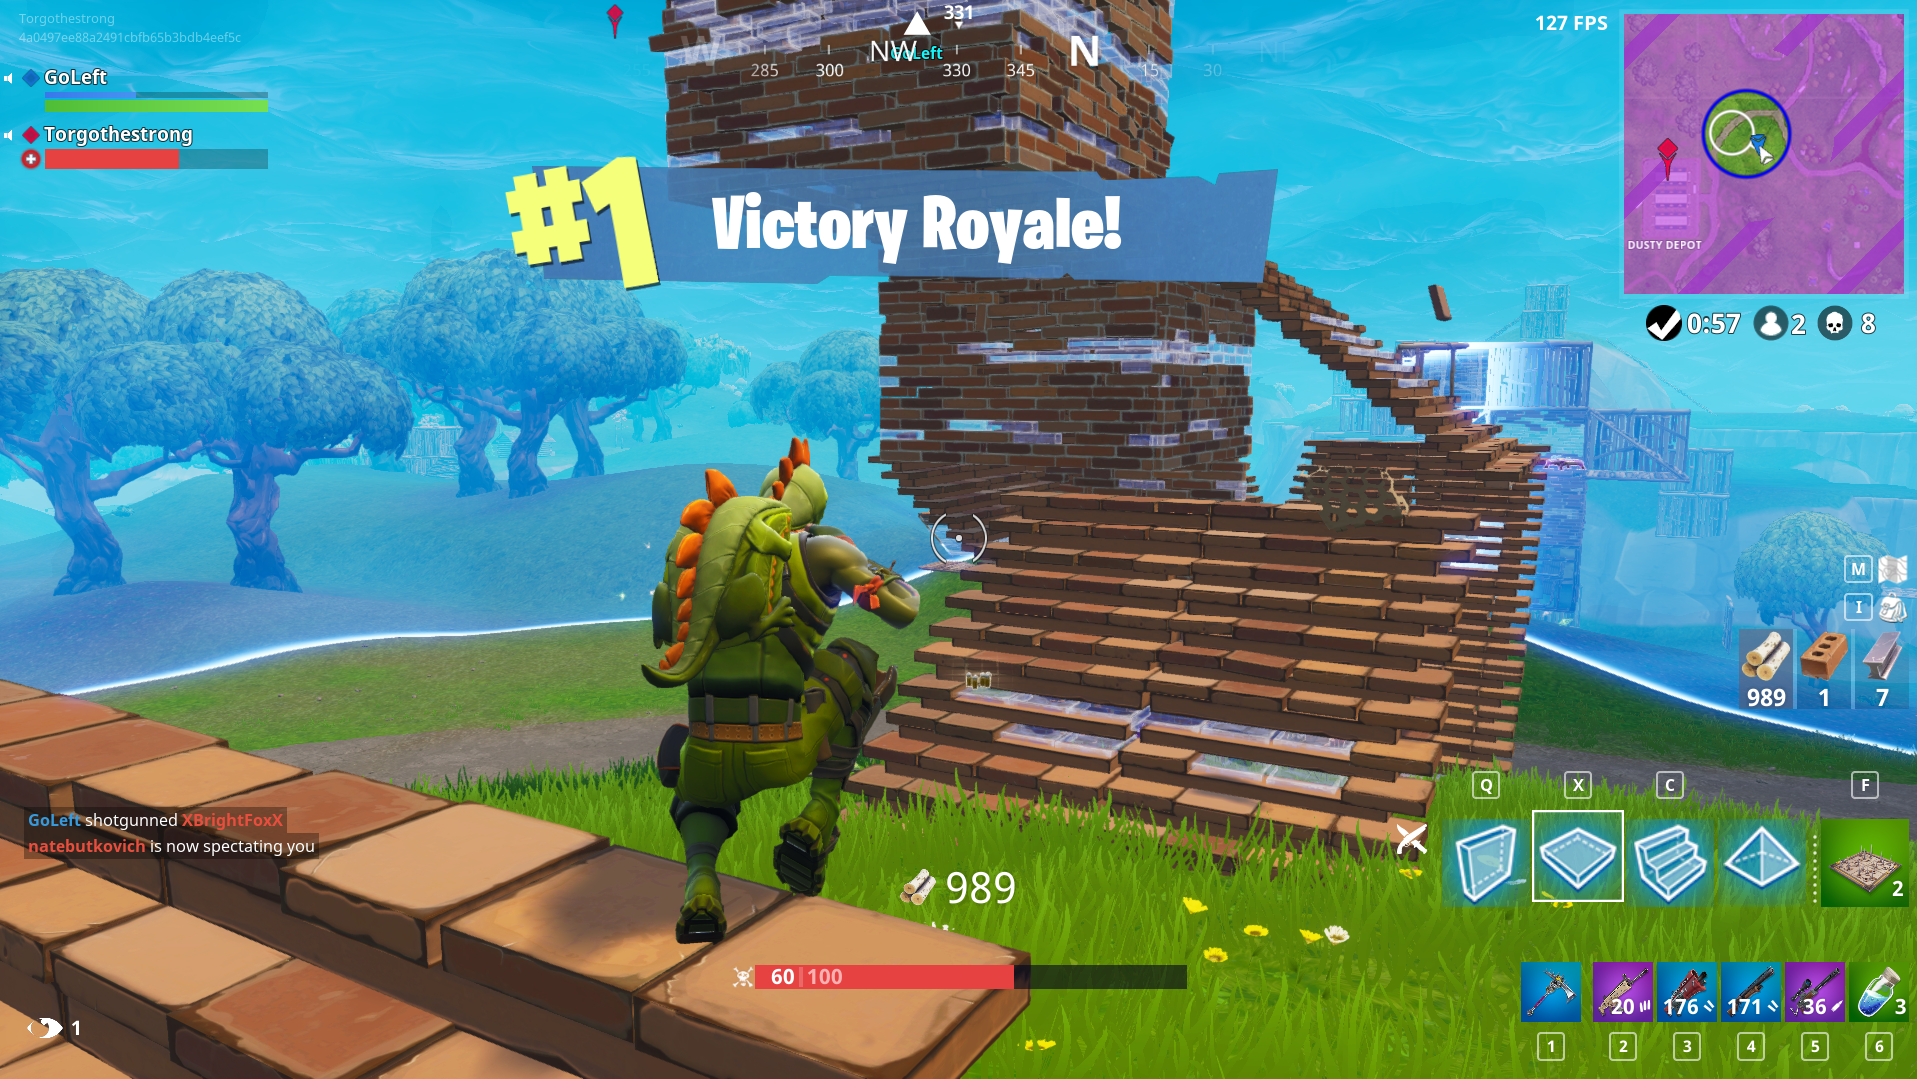 Torgothestrong
4a0497ee88a2491cbfb65b3bdb4eef5c
GoLeft
Torgothestrong
331
W
NW
GoLeft
N
NE
285 300 330 345 15 30
127 FPS
DUSTY DEPOT
0:57 2 8
#1 Victory Royale!
M
I
989 1 7
Q X C F
2
GoLeft shotgunned XBrightFoxX
natebutkovich is now spectating you
989
60 | 100
1
20 176 171 36 3
1 2 3 4 5 6